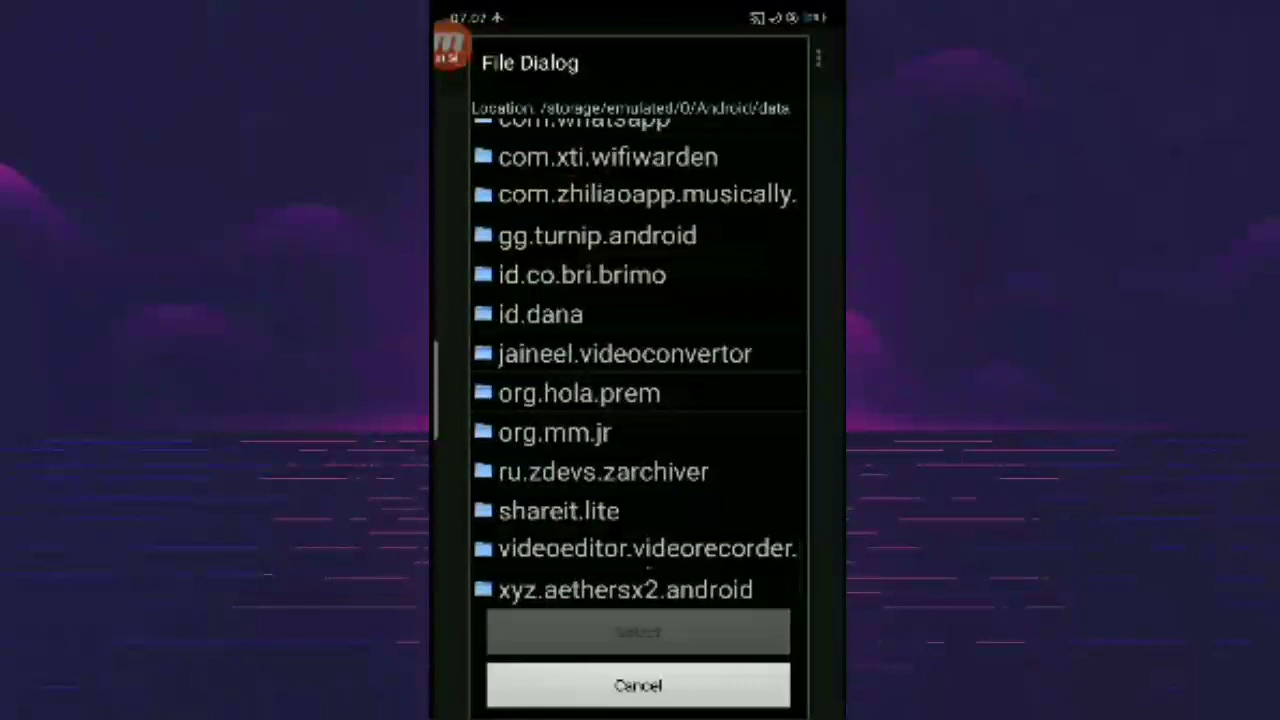 07.07
File Dialog
Location: /storage/emulated/0/Android/data
com.whatsapp
com.xti.wifiwarden
com.zhiliaoapp.musically.
gg.turnip.android
id.co.bri.brimo
id.dana
jaineel.videoconvertor
org.hola.prem
org.mm.jr
ru.zdevs.zarchiver
shareit.lite
videoeditor.videorecorder.
xyz.aethersx2.android
Select
Cancel